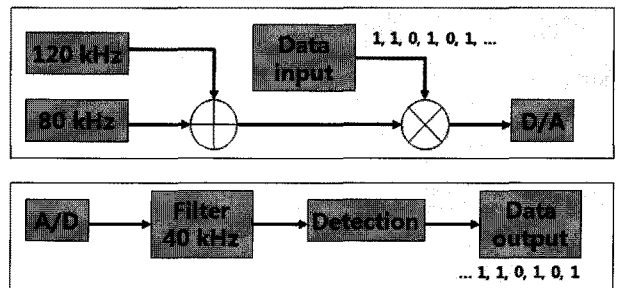 120 kHz
Data
input
1, 1, 0, 1, 0, 1, ...
80 kHz
D/A
A/D
Filter
40 kHz
Detection
Data
output
... 1, 1, 0, 1, 0, 1